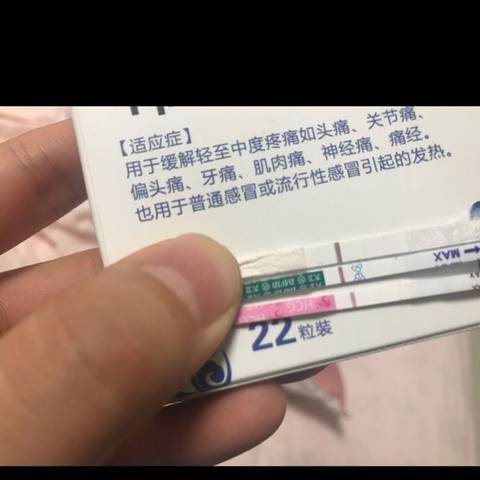 【适应症】
用于缓解轻至中度疼痛如头痛、关节痛、
偏头痛、牙痛、肌肉痛、神经痛、痛经。
也用于普通感冒或流行性感冒引起的发热。
MAX
HCG
22粒装